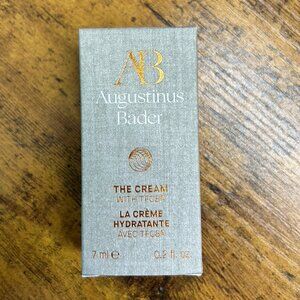 AB
Augustinus
Bader
THE CREAM
WITH TFC8®
LA CRÈME
HYDRATANTE
AVEC TFC8®
7 ml ℮ 0.2 fl. oz